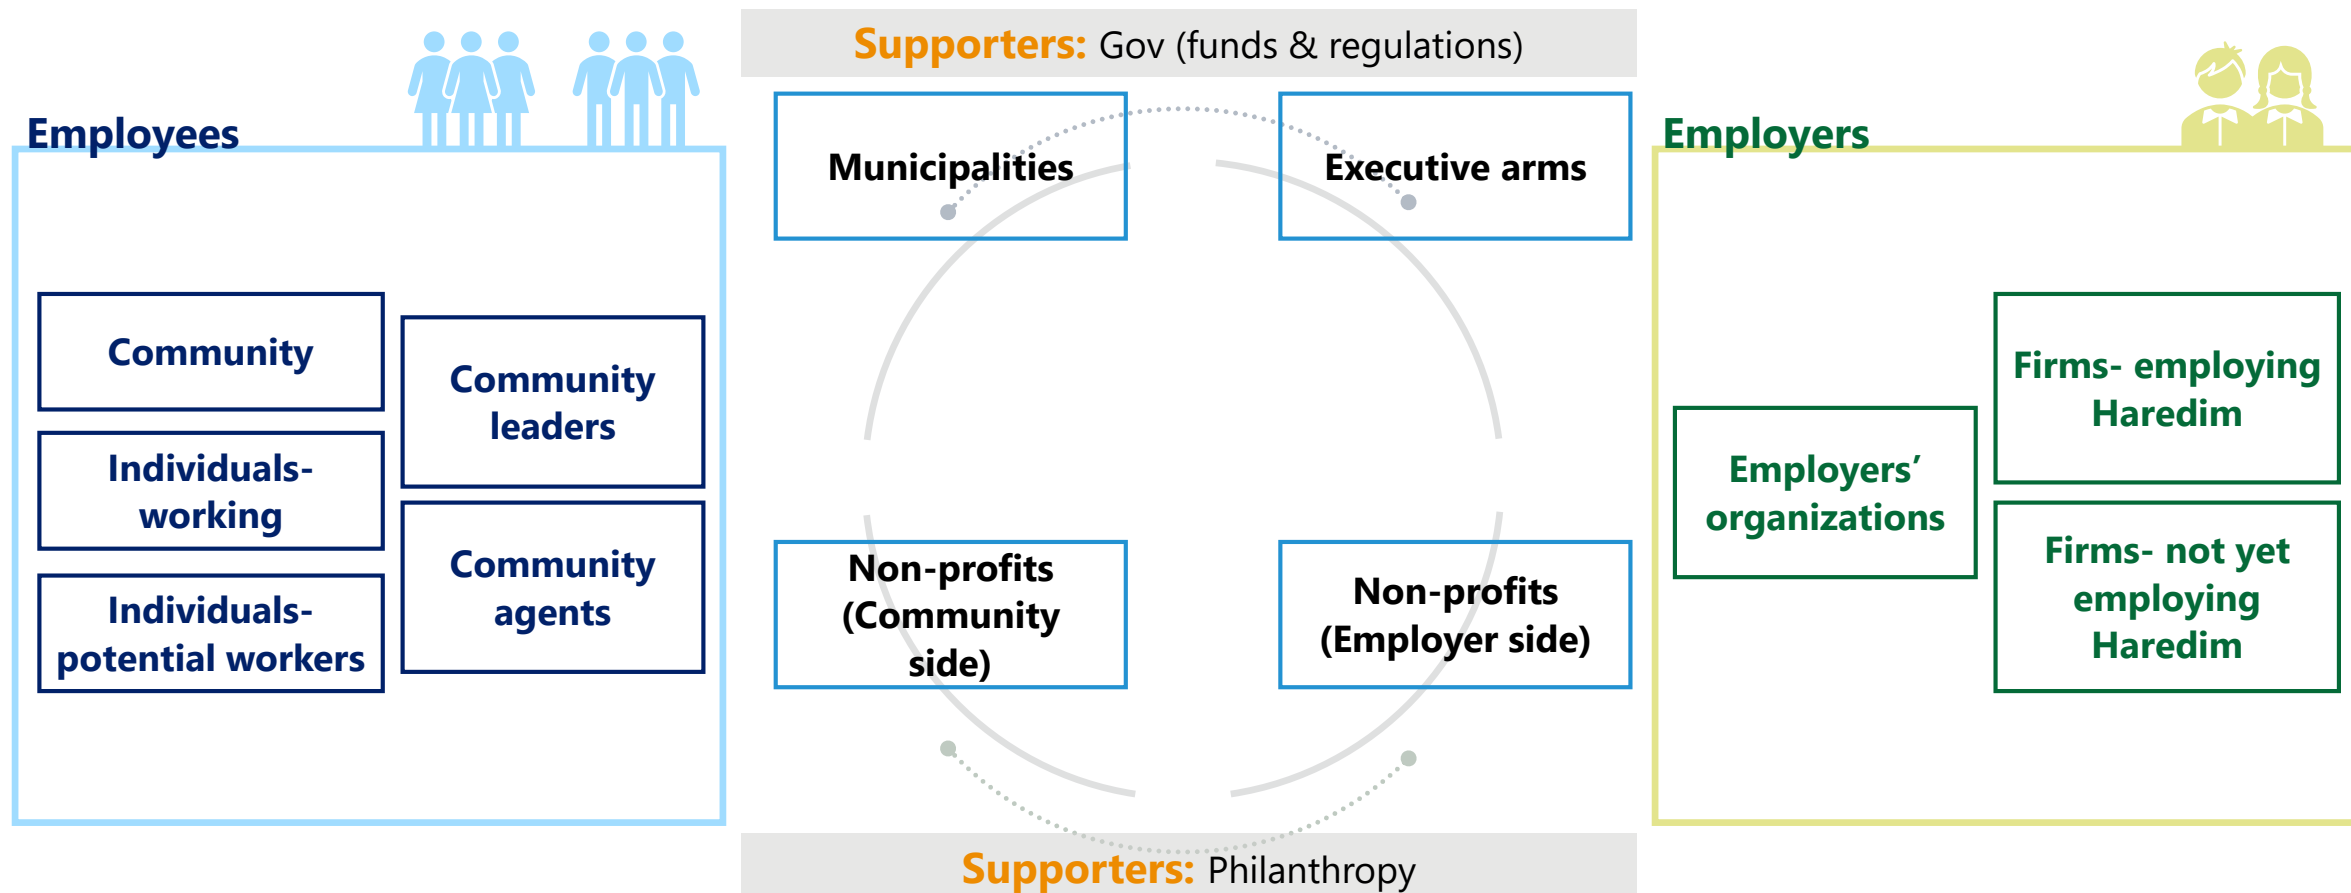 Supporters: Gov (funds & regulations)
Employees
Community
Individuals-
working
Individuals-
potential workers
Community
leaders
Community
agents
Municipalities
Executive arms
Non-profits
(Community
side)
Non-profits
(Employer side)
Employers
Employers’
organizations
Firms- employing
Haredim
Firms- not yet
employing
Haredim
Supporters: Philanthropy